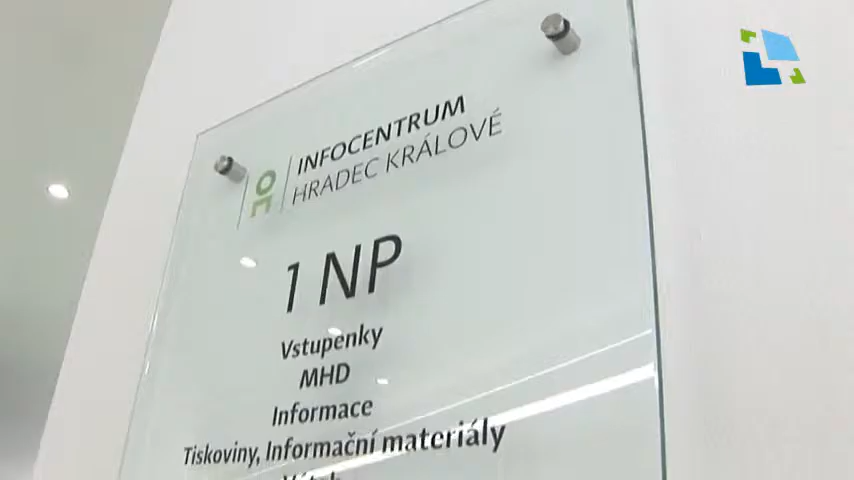 INFOCENTRUM
HRADEC KRÁLOVÉ
1 NP
Vstupenky
MHD
Informace
Tiskoviny, Informační materiály